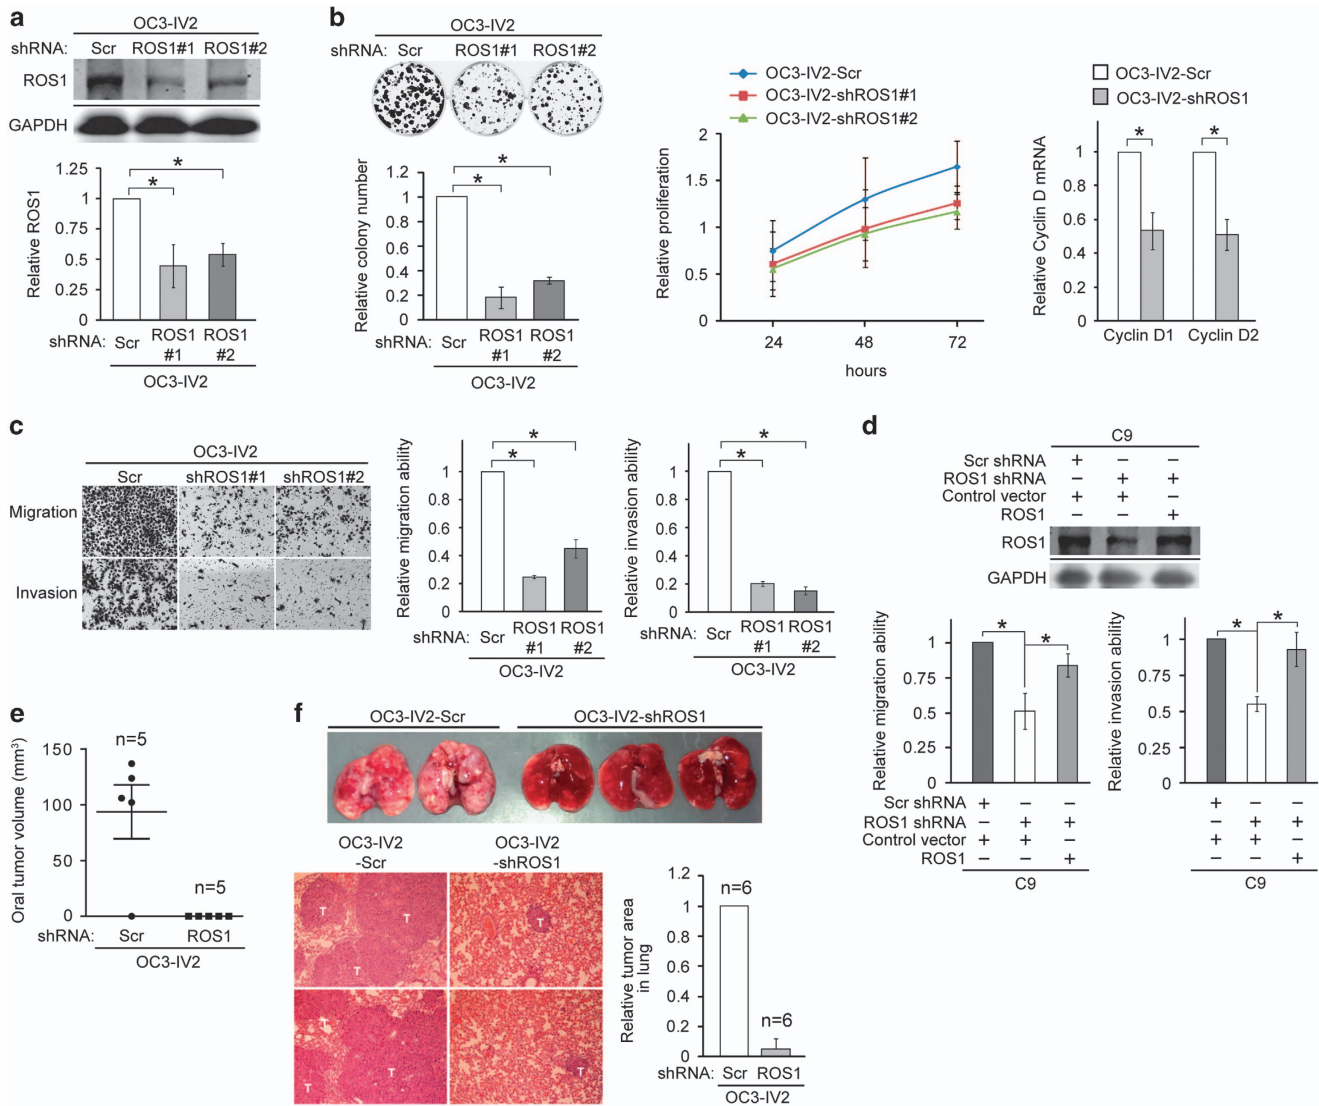 a
OC3-IV2
shRNA: Scr ROS1#1 ROS1#2
ROS1
GAPDH
1.25
1
0.75
0.5
0.25
0
Relative ROS1
* *
shRNA: Scr ROS1 #1 ROS1 #2
OC3-IV2
b
OC3-IV2
shRNA: Scr ROS1#1 ROS1#2
1.2
1
0.8
0.6
0.4
0.2
0
Relative colony number
* *
shRNA: Scr ROS1 #1 ROS1 #2
OC3-IV2
OC3-IV2-Scr
OC3-IV2-shROS1#1
OC3-IV2-shROS1#2
2
1.5
1
0.5
0
Relative proliferation
24 48 72
hours
OC3-IV2-Scr
OC3-IV2-shROS1
* *
1
0.8
0.6
0.4
0.2
0
Relative Cyclin D mRNA
Cyclin D1 Cyclin D2
c
OC3-IV2
Scr shROS1#1 shROS1#2
Migration
Invasion
* *
1
0.8
0.6
0.4
0.2
0
Relative migration ability
shRNA: Scr ROS1 #1 ROS1 #2
OC3-IV2
* *
1
0.8
0.6
0.4
0.2
0
Relative invasion ability
shRNA: Scr ROS1 #1 ROS1 #2
OC3-IV2
d
C9
Scr shRNA + – –
ROS1 shRNA – + +
Control vector + + –
ROS1 – – +
ROS1
GAPDH
* *
1
0.75
0.5
0.25
0
Relative migration ability
Scr shRNA + – –
ROS1 shRNA – + +
Control vector + + –
ROS1 – – +
C9
* *
1
0.75
0.5
0.25
0
Relative invasion ability
+ – –
– + +
+ + –
– – +
C9
e
150
100
50
0
Oral tumor volume (mm³)
n=5
n=5
shRNA: Scr ROS1
OC3-IV2
f
OC3-IV2-Scr OC3-IV2-shROS1
OC3-IV2 -Scr
OC3-IV2 -shROS1
T T T T
T T T
1.2
1
0.8
0.6
0.4
0.2
0
Relative tumor area
in lung
n=6
n=6
shRNA: Scr ROS1
OC3-IV2